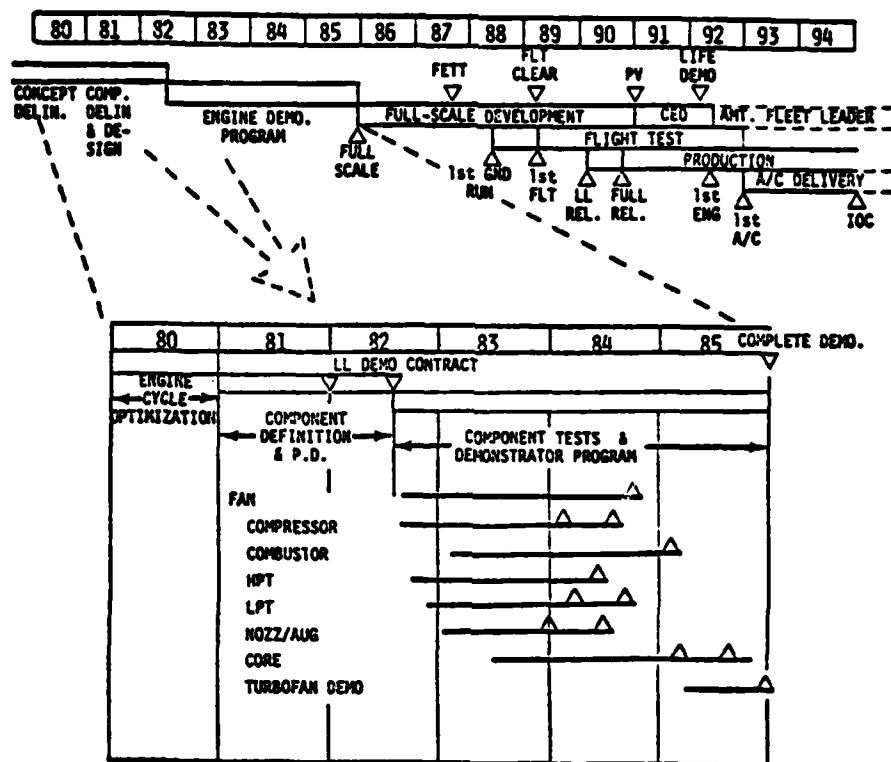 80 81 82 83 84 85 86 87 88 89 90 91 92 93 94
FETT
FLT
CLEAR
PV
LIFE
DEMO
CONCEPT
DELIN.
COMP.
DELIN
& DE-
SIGN
ENGINE DEMO.
PROGRAM
FULL
SCALE
FULL-SCALE DEVELOPMENT
CED
AMT. FLEET LEADER
FLIGHT TEST
PRODUCTION
A/C DELIVERY
1st GND
RUN
1st
FLT
LL
REL.
FULL
REL.
1st
ENG
1st
A/C
IOC
80 81 82 83 84 85 COMPLETE DEMO.
LL DEMO CONTRACT
ENGINE
CYCLE
OPTIMIZATION
COMPONENT
DEFINITION
& P.D.
COMPONENT TESTS &
DEMONSTRATOR PROGRAM
FAN
COMPRESSOR
COMBUSTOR
HPT
LPT
NOZZ/AUG
CORE
TURBOFAN DEMO